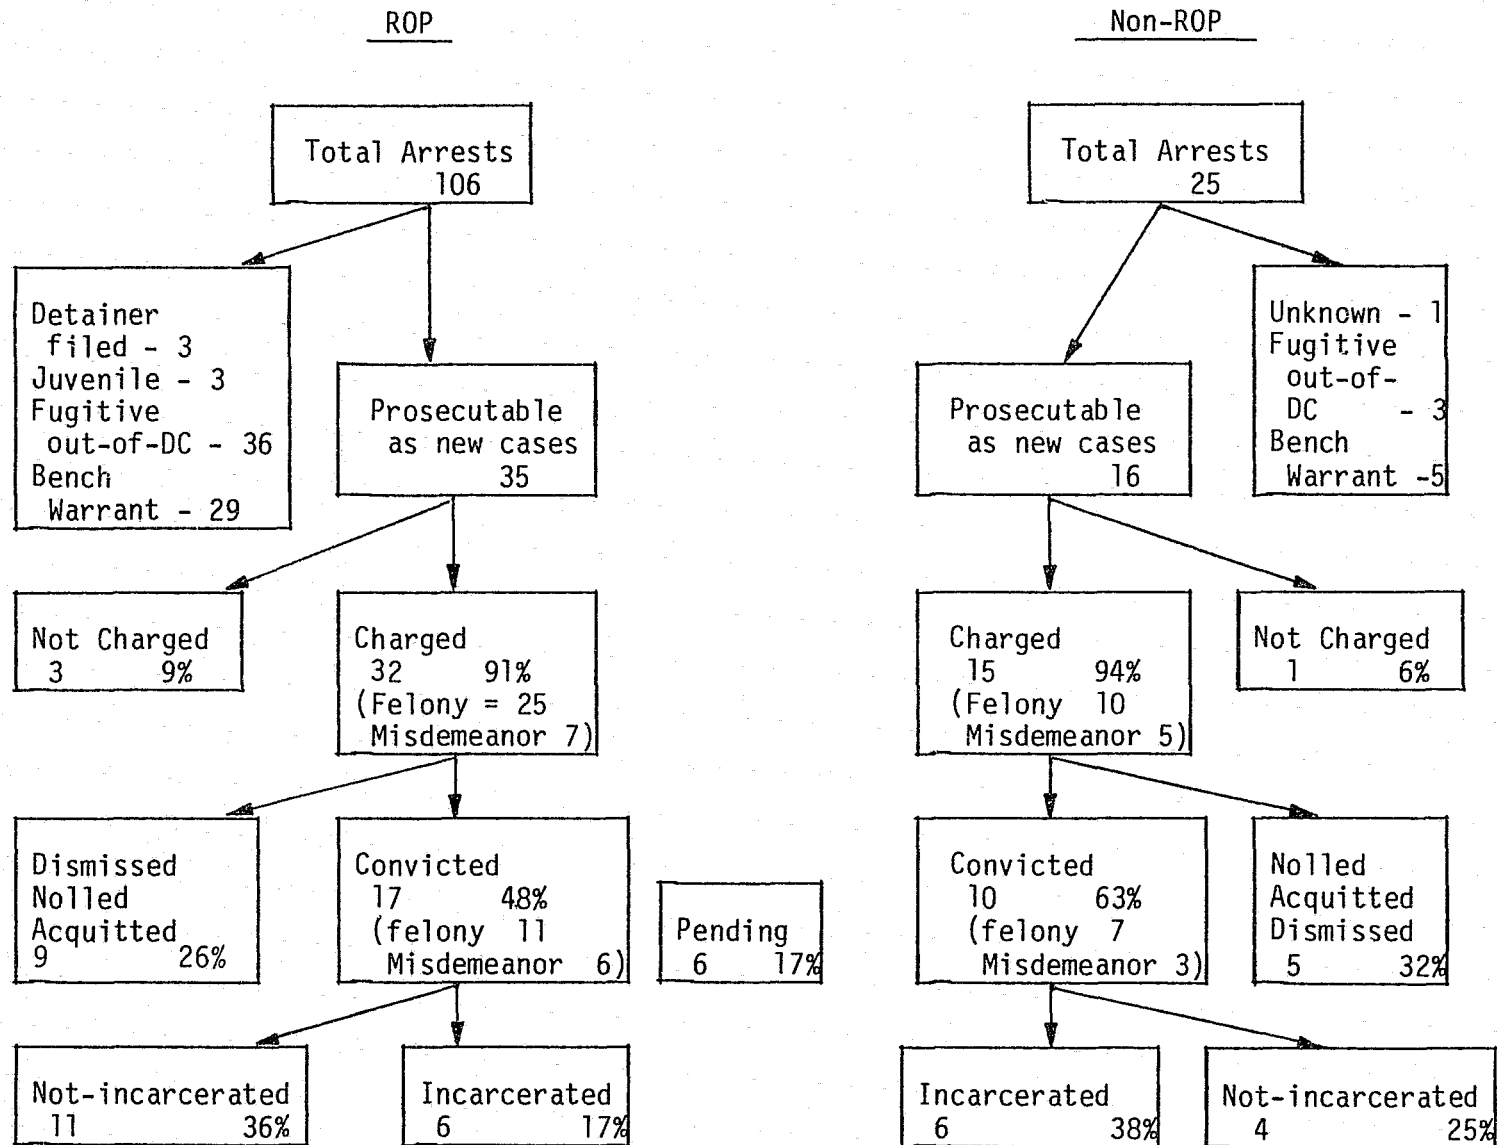 ROP
Total Arrests
106
Detainer
filed - 3
Juvenile - 3
Fugitive
out-of-DC - 36
Bench
Warrant - 29
Prosecutable
as new cases
35
Not Charged
3 9%
Charged
32 91%
(Felony = 25
Misdemeanor 7)
Dismissed
Nolled
Acquitted
9 26%
Convicted
17 48%
(felony 11
Misdemeanor 6)
Pending
6 17%
Not-incarcerated
11 36%
Incarcerated
6 17%
Non-ROP
Total Arrests
25
Prosecutable
as new cases
16
Unknown - 1
Fugitive
out-of-
DC - 3
Bench
Warrant -5
Charged
15 94%
(Felony 10
Misdemeanor 5)
Not Charged
1 6%
Convicted
10 63%
(felony 7
Misdemeanor 3)
Nolled
Acquitted
Dismissed
5 32%
Incarcerated
6 38%
Not-incarcerated
4 25%